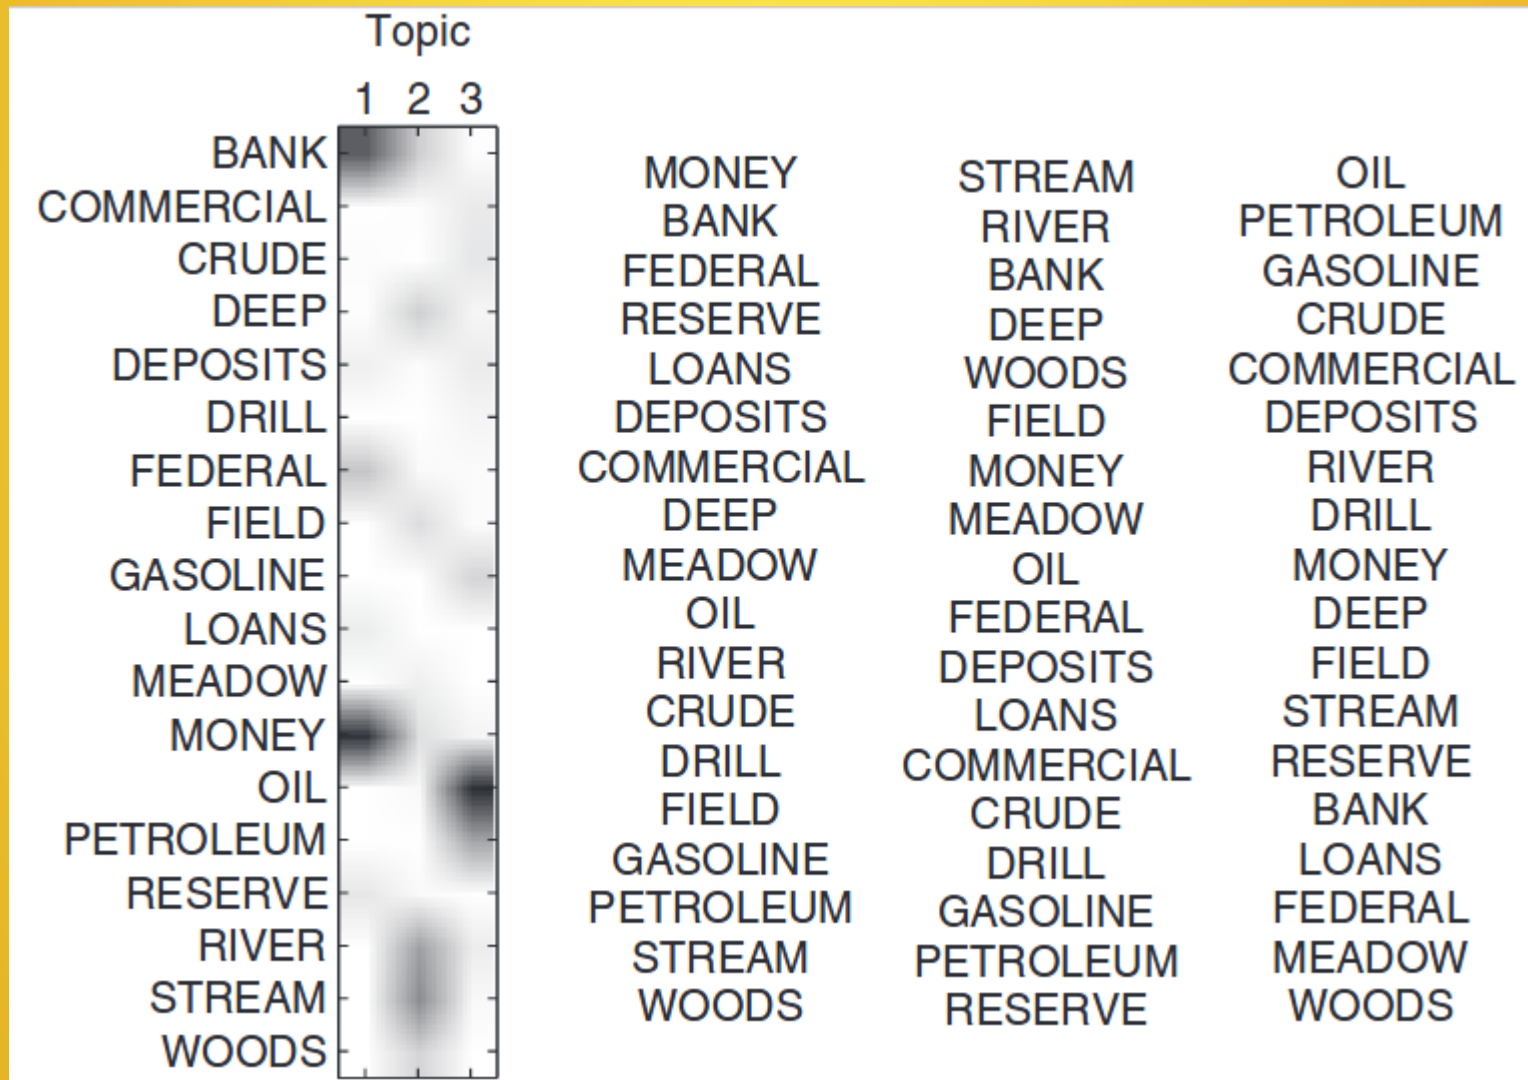 Topic
1 2 3
BANK
COMMERCIAL
CRUDE
DEEP
DEPOSITS
DRILL
FEDERAL
FIELD
GASOLINE
LOANS
MEADOW
MONEY
OIL
PETROLEUM
RESERVE
RIVER
STREAM
WOODS
MONEY
BANK
FEDERAL
RESERVE
LOANS
DEPOSITS
COMMERCIAL
DEEP
MEADOW
OIL
RIVER
CRUDE
DRILL
FIELD
GASOLINE
PETROLEUM
STREAM
WOODS
STREAM
RIVER
BANK
DEEP
WOODS
FIELD
MONEY
MEADOW
OIL
FEDERAL
DEPOSITS
LOANS
COMMERCIAL
CRUDE
DRILL
GASOLINE
PETROLEUM
RESERVE
OIL
PETROLEUM
GASOLINE
CRUDE
COMMERCIAL
DEPOSITS
RIVER
DRILL
MONEY
DEEP
FIELD
STREAM
RESERVE
BANK
LOANS
FEDERAL
MEADOW
WOODS